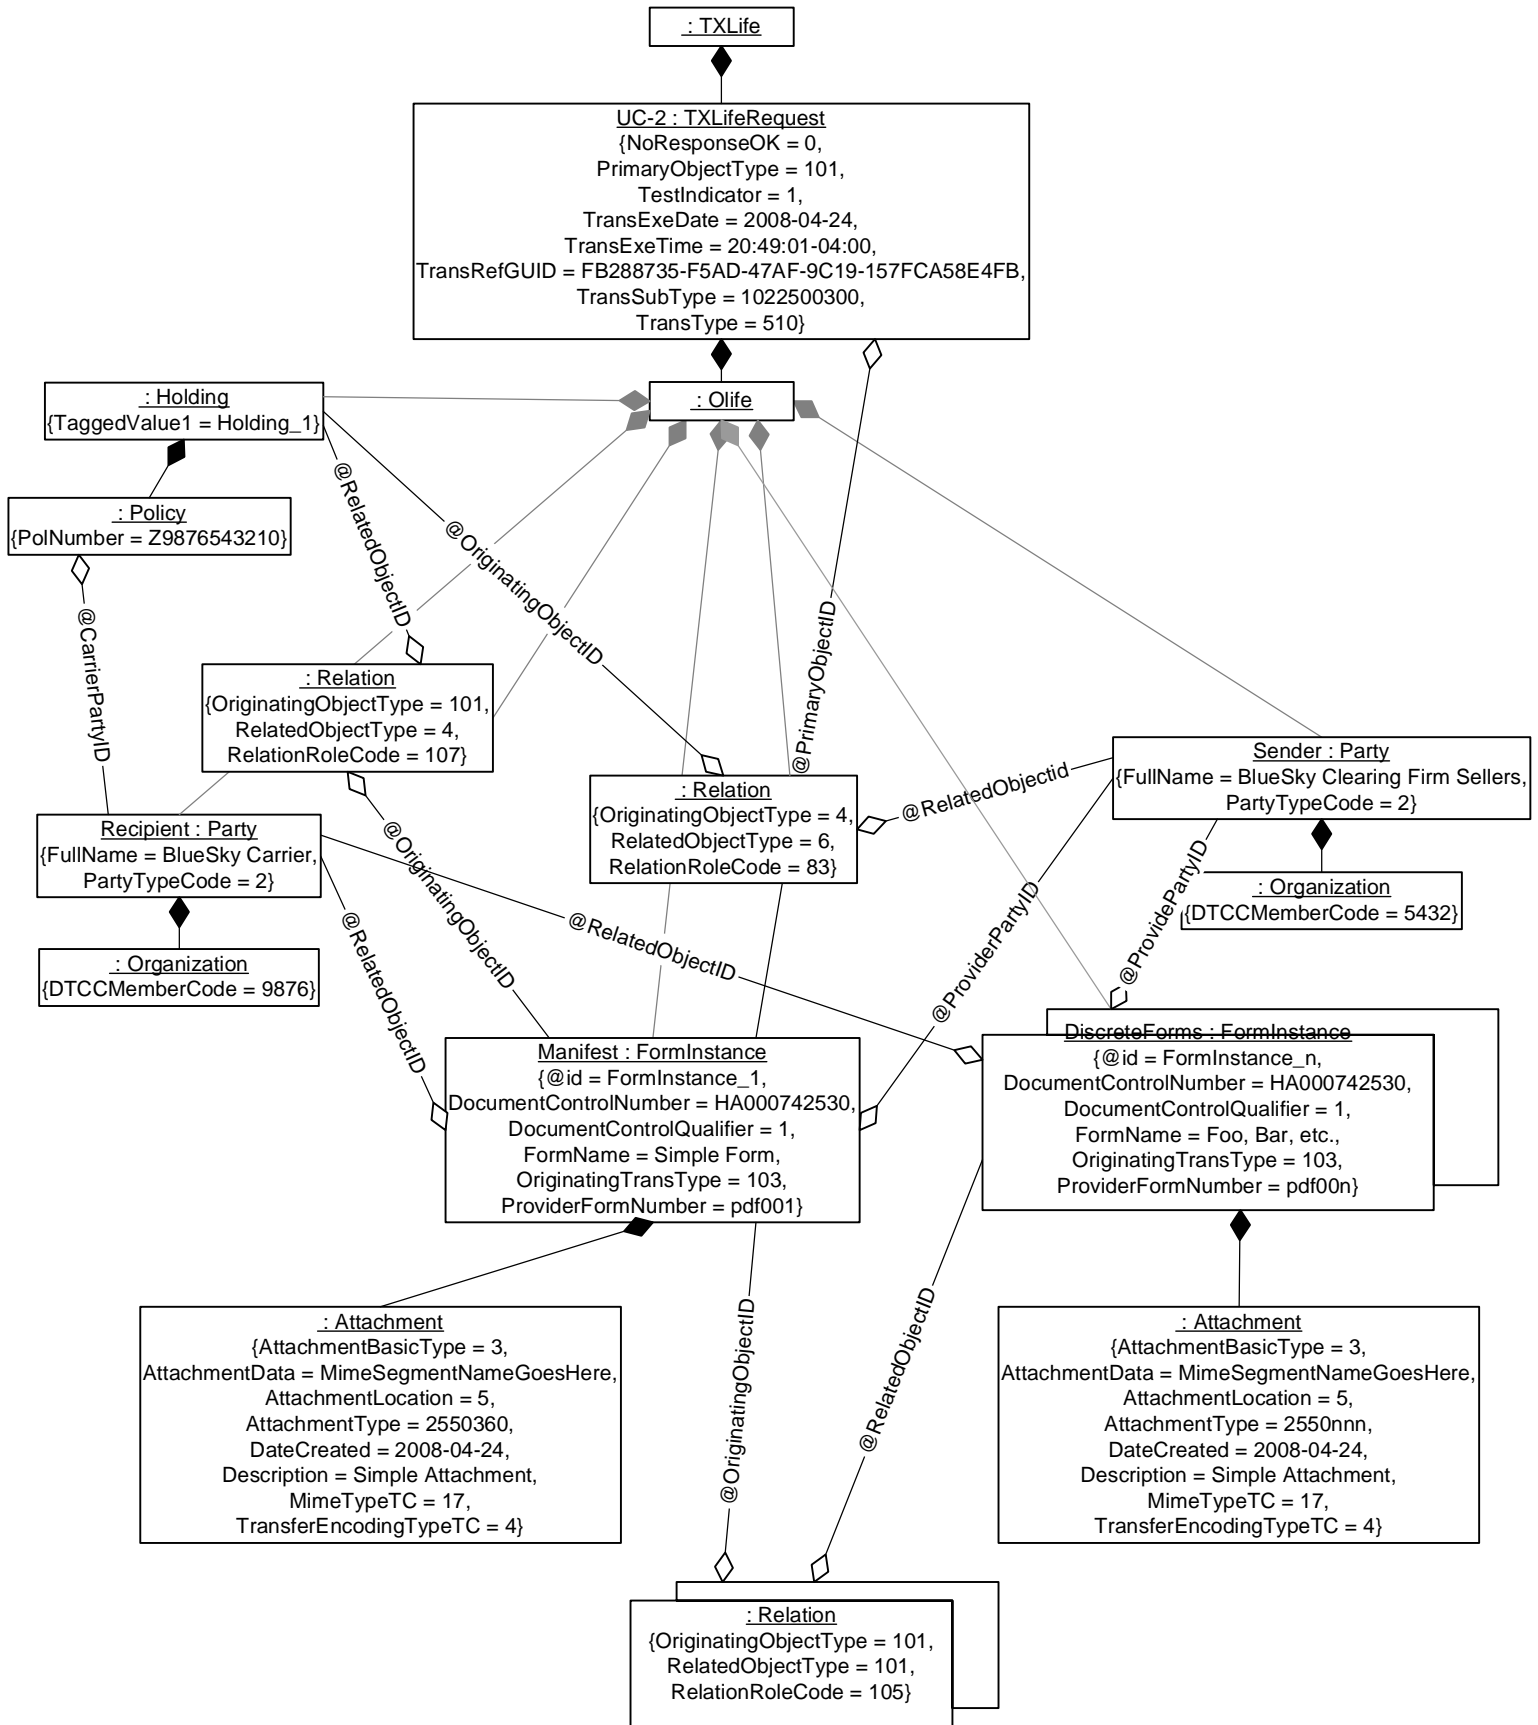 : TXLife
UC-2 : TXLifeRequest
{NoResponseOK = 0,
PrimaryObjectType = 101,
TestIndicator = 1,
TransExeDate = 2008-04-24,
TransExeTime = 20:49:01-04:00,
TransRefGUID = FB288735-F5AD-47AF-9C19-157FCA58E4FB,
TransSubType = 1022500300,
TransType = 510}
: Holding
{TaggedValue1 = Holding_1}
: Olife
: Policy
{PolNumber = Z9876543210}
@RelatedObjectID
@OriginatingObjectID
@CarrierPartyID
@PrimaryObjectID
: Relation
{OriginatingObjectType = 101,
RelatedObjectType = 4,
RelationRoleCode = 107}
: Relation
{OriginatingObjectType = 4,
RelatedObjectType = 6,
RelationRoleCode = 83}
@RelatedObjectid
Sender : Party
{FullName = BlueSky Clearing Firm Sellers,
PartyTypeCode = 2}
Recipient : Party
{FullName = BlueSky Carrier,
PartyTypeCode = 2}
@OriginatingObjectID
@RelatedObjectID
@RelatedObjectID
@ProviderPartyID
@ProvidePartyID
: Organization
{DTCCMemberCode = 5432}
: Organization
{DTCCMemberCode = 9876}
Manifest : FormInstance
{@id = FormInstance_1,
DocumentControlNumber = HA000742530,
DocumentControlQualifier = 1,
FormName = Simple Form,
OriginatingTransType = 103,
ProviderFormNumber = pdf001}
DiscreteForms : FormInstance
{@id = FormInstance_n,
DocumentControlNumber = HA000742530,
DocumentControlQualifier = 1,
FormName = Foo, Bar, etc.,
OriginatingTransType = 103,
ProviderFormNumber = pdf00n}
: Attachment
{AttachmentBasicType = 3,
AttachmentData = MimeSegmentNameGoesHere,
AttachmentLocation = 5,
AttachmentType = 2550360,
DateCreated = 2008-04-24,
Description = Simple Attachment,
MimeTypeTC = 17,
TransferEncodingTypeTC = 4}
@OriginatingObjectID
@RelatedObjectID
: Attachment
{AttachmentBasicType = 3,
AttachmentData = MimeSegmentNameGoesHere,
AttachmentLocation = 5,
AttachmentType = 2550nnn,
DateCreated = 2008-04-24,
Description = Simple Attachment,
MimeTypeTC = 17,
TransferEncodingTypeTC = 4}
: Relation
{OriginatingObjectType = 101,
RelatedObjectType = 101,
RelationRoleCode = 105}